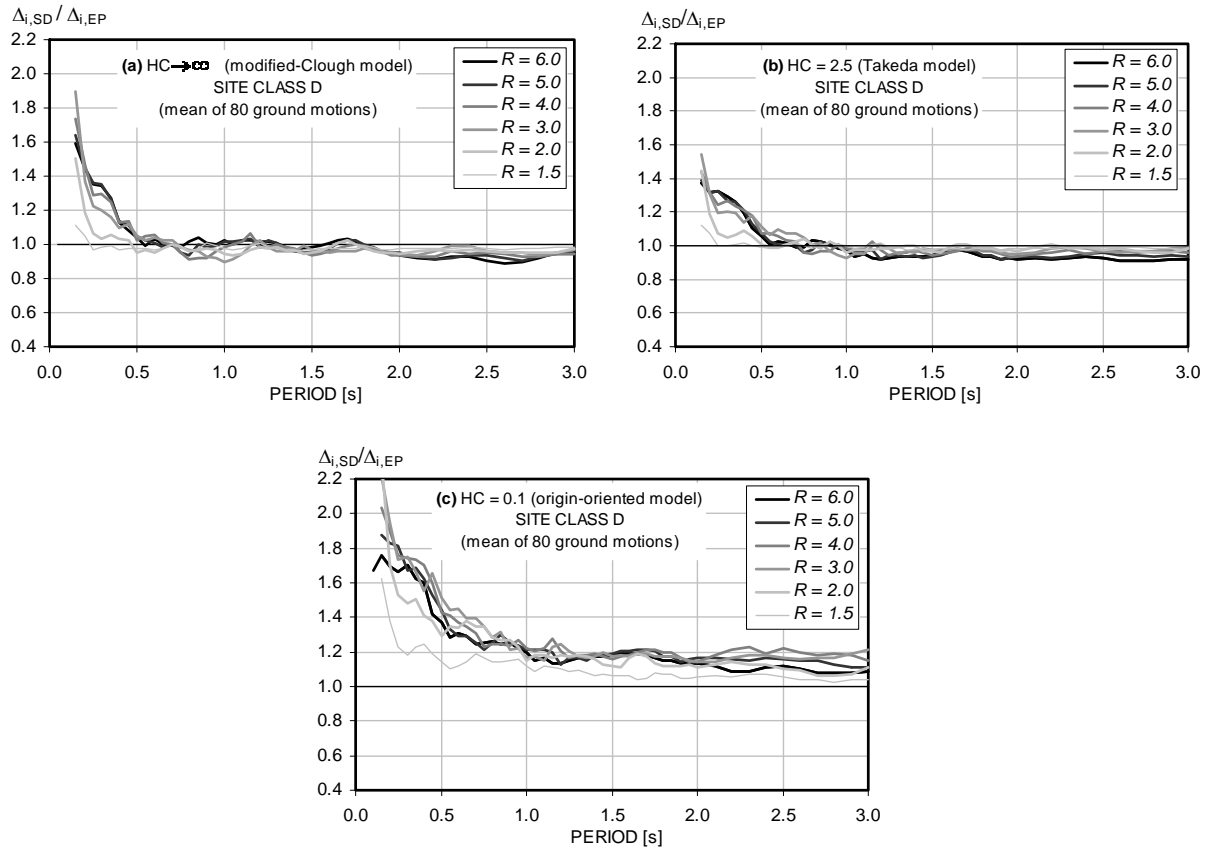 Δi,SD / Δi,EP
2.2
2.0
1.8
1.6
1.4
1.2
1.0
0.8
0.6
0.4
(a) HC→∞ (modified-Clough model)
SITE CLASS D
(mean of 80 ground motions)
R = 6.0
R = 5.0
R = 4.0
R = 3.0
R = 2.0
R = 1.5
0.0 0.5 1.0 1.5 2.0 2.5 3.0
PERIOD [s]
Δi,SD/Δi,EP
2.2
2.0
1.8
1.6
1.4
1.2
1.0
0.8
0.6
0.4
(b) HC = 2.5 (Takeda model)
SITE CLASS D
(mean of 80 ground motions)
R = 6.0
R = 5.0
R = 4.0
R = 3.0
R = 2.0
R = 1.5
0.0 0.5 1.0 1.5 2.0 2.5 3.0
PERIOD [s]
Δi,SD/Δi,EP
2.2
2.0
1.8
1.6
1.4
1.2
1.0
0.8
0.6
0.4
(c) HC = 0.1 (origin-oriented model)
SITE CLASS D
(mean of 80 ground motions)
R = 6.0
R = 5.0
R = 4.0
R = 3.0
R = 2.0
R = 1.5
0.0 0.5 1.0 1.5 2.0 2.5 3.0
PERIOD [s]